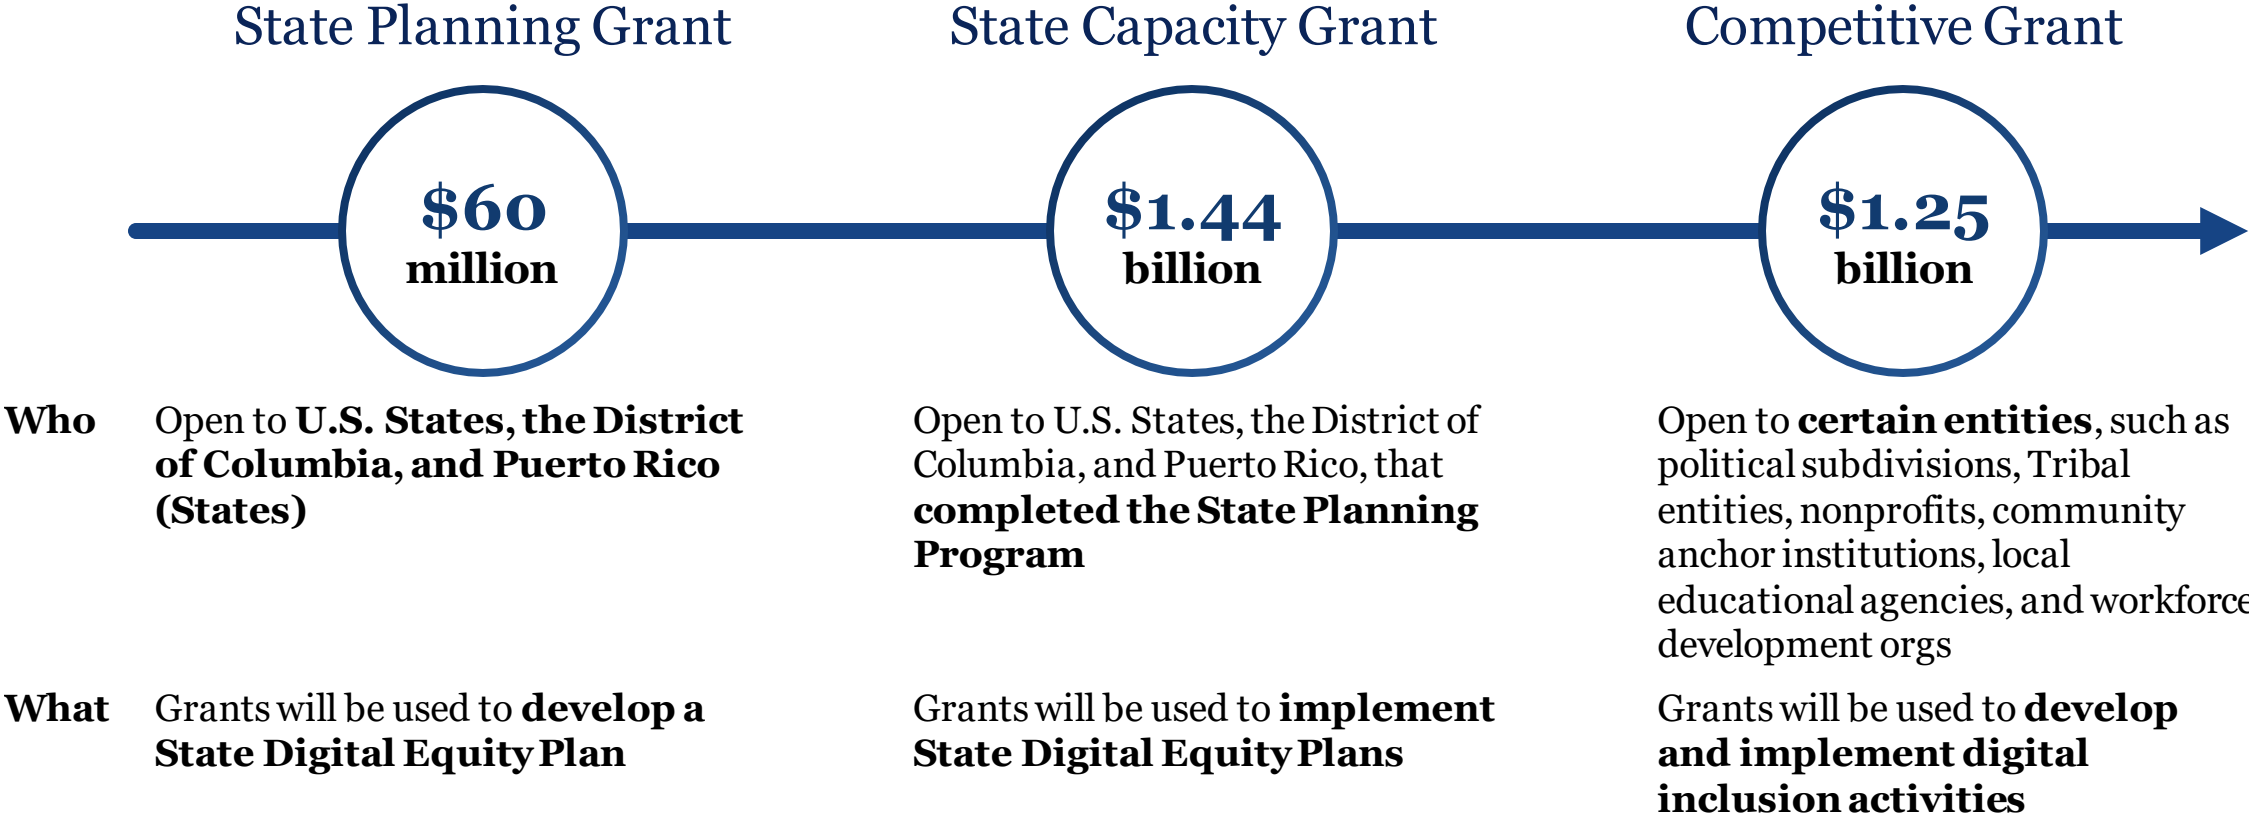 State Planning Grant
State Capacity Grant
Competitive Grant
$60
million
$1.44
billion
$1.25
billion
Who
Open to U.S. States, the District
of Columbia, and Puerto Rico
(States)
Open to U.S. States, the District of
Columbia, and Puerto Rico, that
completed the State Planning
Program
Open to certain entities, such as
political subdivisions, Tribal
entities, nonprofits, community
anchor institutions, local
educational agencies, and workforce
development orgs
What
Grants will be used to develop a
State Digital Equity Plan
Grants will be used to implement
State Digital Equity Plans
Grants will be used to develop
and implement digital
inclusion activities